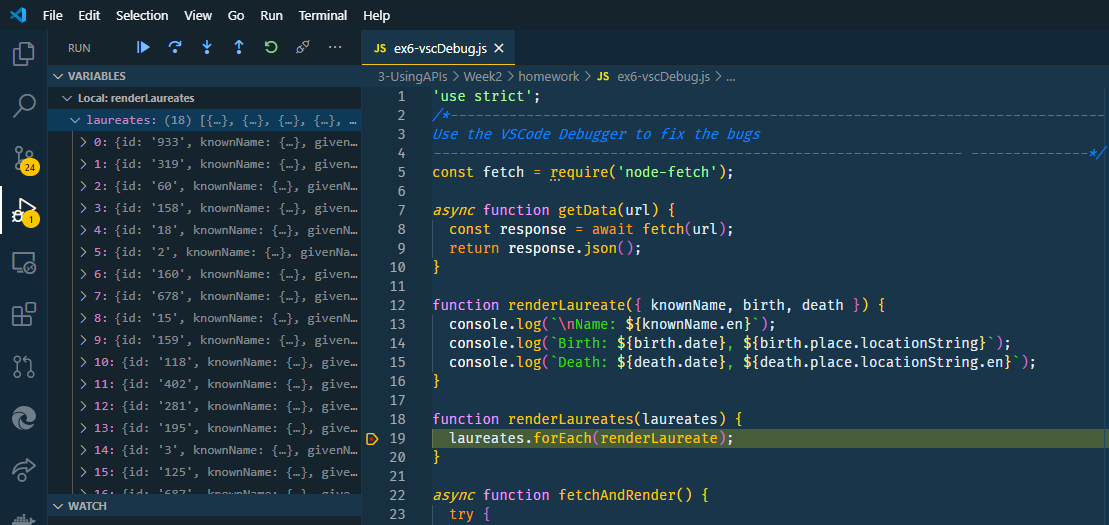 File Edit Selection View Go Run Terminal Help
RUN
JS ex6-vscDebug.js
VARIABLES
3-UsingAPIs > Week2 > homework > JS ex6-vscDebug.js > ...
Local: renderLaureates
laureates: (18) [{…}, {…}, {…}, {…}, …
0: {id: '933', knownName: {…}, given…
1: {id: '319', knownName: {…}, given…
2: {id: '60', knownName: {…}, givenN…
3: {id: '158', knownName: {…}, given…
4: {id: '18', knownName: {…}, givenN…
5: {id: '2', knownName: {…}, givenNa…
6: {id: '160', knownName: {…}, given…
7: {id: '678', knownName: {…}, given…
8: {id: '15', knownName: {…}, givenN…
9: {id: '159', knownName: {…}, given…
10: {id: '118', knownName: {…}, give…
11: {id: '402', knownName: {…}, give…
12: {id: '281', knownName: {…}, give…
13: {id: '195', knownName: {…}, give…
14: {id: '3', knownName: {…}, givenN…
15: {id: '125', knownName: {…}, give…
16: {id: '687', knownName: {…}, give…
WATCH
24
1
1 'use strict';
2 /*------------------------------------------------------------------------------
3 Use the VSCode Debugger to fix the bugs
4 --------------------------------------------------------------- --------------*/
5 const fetch = require('node-fetch');
6
7 async function getData(url) {
8 const response = await fetch(url);
9 return response.json();
10 }
11
12 function renderLaureate({ knownName, birth, death }) {
13 console.log(`\nName: ${knownName.en}`);
14 console.log(`Birth: ${birth.date}, ${birth.place.locationString}`);
15 console.log(`Death: ${death.date}, ${death.place.locationString.en}`);
16 }
17
18 function renderLaureates(laureates) {
19 laureates.forEach(renderLaureate);
20 }
21
22 async function fetchAndRender() {
23 try {